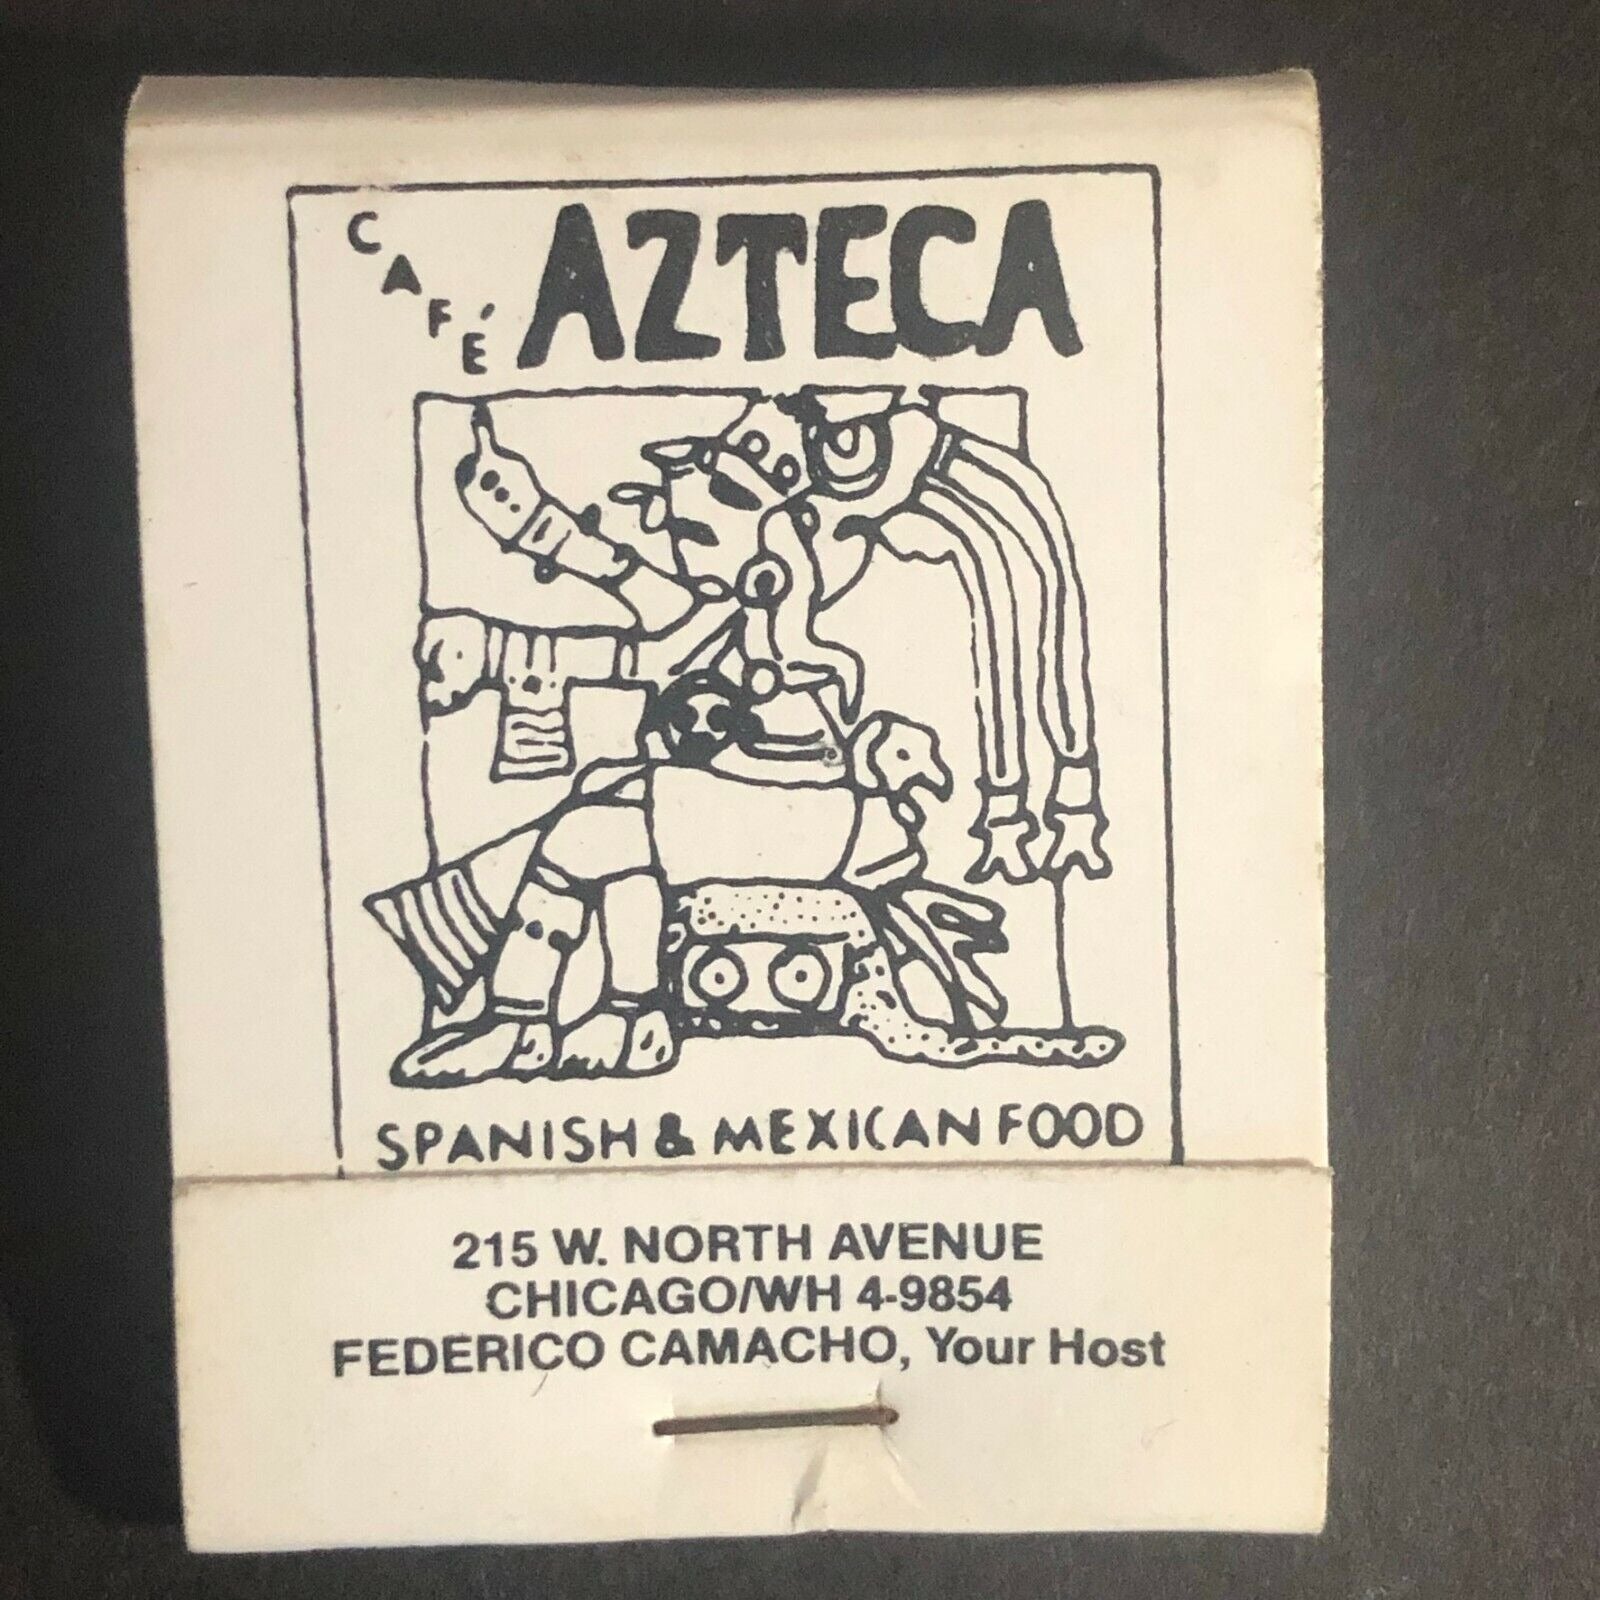 CAFÉ AZTECA
SPANISH & MEXICAN FOOD
215 W. NORTH AVENUE
CHICAGO/WH 4-9854
FEDERICO CAMACHO, Your Host